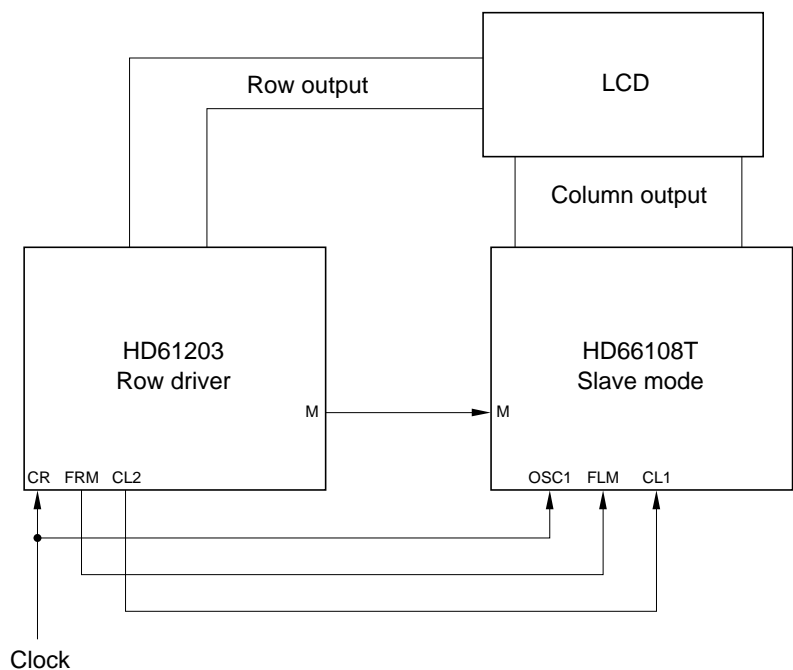 LCD
Row output
Column output
HD61203
Row driver
HD66108T
Slave mode
M
M
CR FRM CL2
OSC1 FLM CL1
Clock